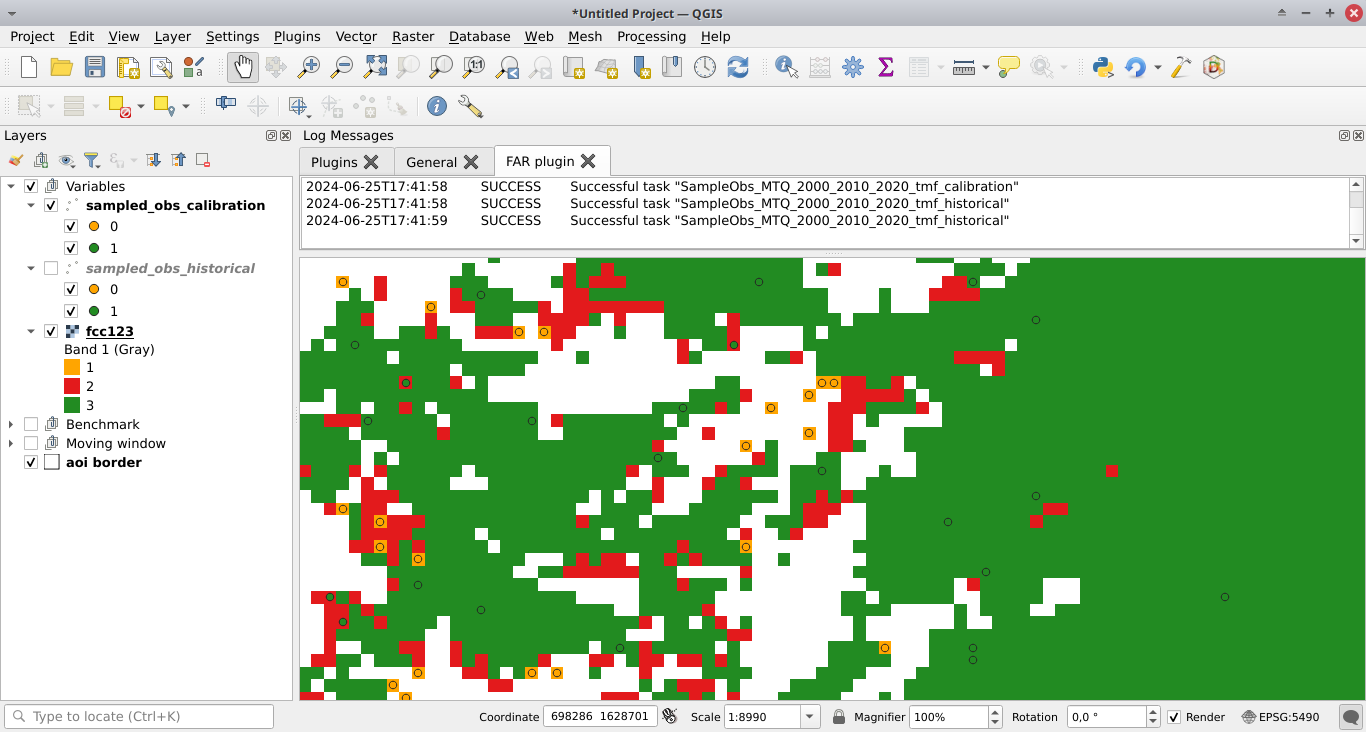 *Untitled Project — QGIS
Project Edit View Layer Settings Plugins Vector Raster Database Web Mesh Processing Help
1:1
Layers
Variables
sampled_obs_calibration
0
1
sampled_obs_historical
0
1
fcc123
Band 1 (Gray)
1
2
3
Benchmark
Moving window
aoi border
Log Messages
Plugins General FAR plugin
2024-06-25T17:41:58 SUCCESS Successful task "SampleObs_MTQ_2000_2010_2020_tmf_calibration"
2024-06-25T17:41:58 SUCCESS Successful task "SampleObs_MTQ_2000_2010_2020_tmf_historical"
2024-06-25T17:41:59 SUCCESS Successful task "SampleObs_MTQ_2000_2010_2020_tmf_historical"
Type to locate (Ctrl+K) Coordinate 698286 1628701 Scale 1:8990 Magnifier 100% Rotation 0,0 ° Render EPSG:5490